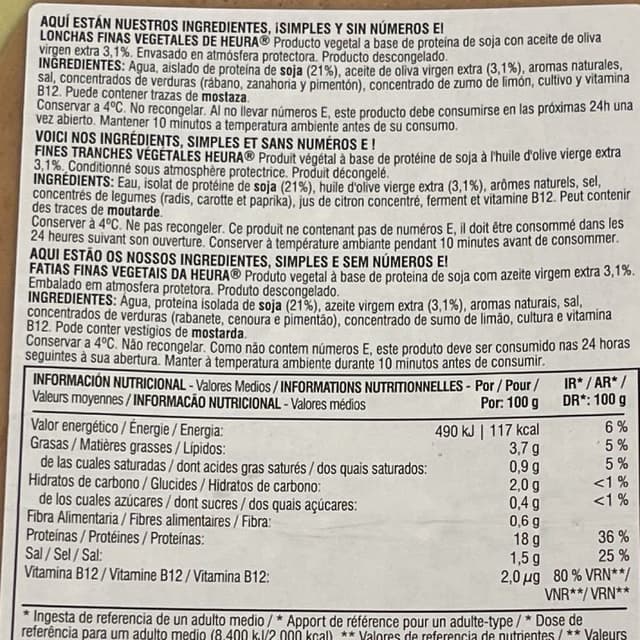 AQUÍ ESTÁN NUESTROS INGREDIENTES, ¡SIMPLES Y SIN NÚMEROS E!
LONCHAS FINAS VEGETALES DE HEURA® Producto vegetal a base de proteína de soja con aceite de oliva
virgen extra 3,1%. Envasado en atmósfera protectora. Producto descongelado.
INGREDIENTES: Agua, aislado de proteína de soja (21%), aceite de oliva virgen extra (3,1%), aromas naturales,
sal, concentrados de verduras (rábano, zanahoria y pimentón), concentrado de zumo de limón, cultivo y vitamina
B12. Puede contener trazas de mostaza.
Conservar a 4ºC. No recongelar. Al no llevar números E, este producto debe consumirse en las próximas 24h una
vez abierto. Mantener 10 minutos a temperatura ambiente antes de su consumo.
VOICI NOS INGRÉDIENTS, SIMPLES ET SANS NUMÉROS E !
FINES TRANCHES VÉGÉTALES HEURA® Produit végétal à base de protéine de soja à l'huile d'olive vierge extra
3,1%. Conditionné sous atmosphère protectrice. Produit décongelé.
INGRÉDIENTS: Eau, isolat de protéine de soja (21%), huile d'olive vierge extra (3,1%), arômes naturels, sel,
concentrés de legumes (radis, carotte et paprika), jus de citron concentré, ferment et vitamine B12. Peut contenir
des traces de moutarde.
Conserver à 4ºC. Ne pas recongeler. Ce produit ne contenant pas de numéros E, il doit être consommé dans les
24 heures suivant son ouverture. Conserver à température ambiante pendant 10 minutes avant de consommer.
AQUI ESTÃO OS NOSSOS INGREDIENTES, SIMPLES E SEM NÚMEROS E!
FATIAS FINAS VEGETAIS DA HEURA® Produto vegetal à base de proteina de soja com azeite virgem extra 3,1%.
Embalado em atmosfera protetora. Produto descongelado.
INGREDIENTES: Água, proteína isolada de soja (21%), azeite virgem extra (3,1%), aromas naturais, sal,
concentrados de verduras (rabanete, cenoura e pimentão), concentrado de sumo de limão, cultura e vitamina
B12. Pode conter vestígios de mostarda.
Conservar a 4ºC. Não recongelar. Como não contem números E, este produto deve ser consumido nas 24 horas
seguintes à sua abertura. Manter à temperatura ambiente durante 10 minutos antes de consumir.
INFORMACIÓN NUTRICIONAL - Valores Medios / INFORMATIONS NUTRITIONNELLES - Por / Pour / IR* / AR* /
Valeurs moyennes / INFORMACÃO NUTRICIONAL - Valores médios Por: 100 g DR*: 100 g
Valor energético / Énergie / Energia: 490 kJ | 117 kcal 6 %
Grasas / Matières grasses / Lípidos: 3,7 g 5 %
de las cuales saturadas / dont acides gras saturés / dos quais saturados: 0,9 g 5 %
Hidratos de carbono / Glucides / Hidratos de carbono: 2,0 g <1 %
de los cuales azúcares / dont sucres / dos quais açúcares: 0,4 g <1 %
Fibra Alimentaria / Fibres alimentaires / Fibra: 0,6 g
Proteínas / Protéines / Proteínas: 18 g 36 %
Sal / Sel / Sal: 1,5 g 25 %
Vitamina B12 / Vitamine B12 / Vitamina B12: 2,0 µg 80 % VRN**/
VNR**/ VRN**
* Ingesta de referencia de un adulto medio / * Apport de référence pour un adulte-type / * Dose de
referência para um adulto medio (8.400 kJ/2.000 kcal). ** Valores de referencia de nutrientes / ** Valeurs